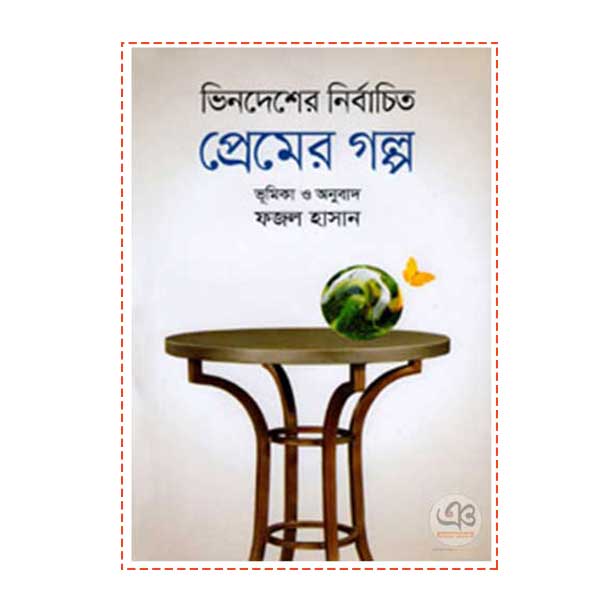 ভিনদেশের নির্বাচিত
প্রেমের গল্প
ভূমিকা ও অনুবাদ
ফজল হাসান